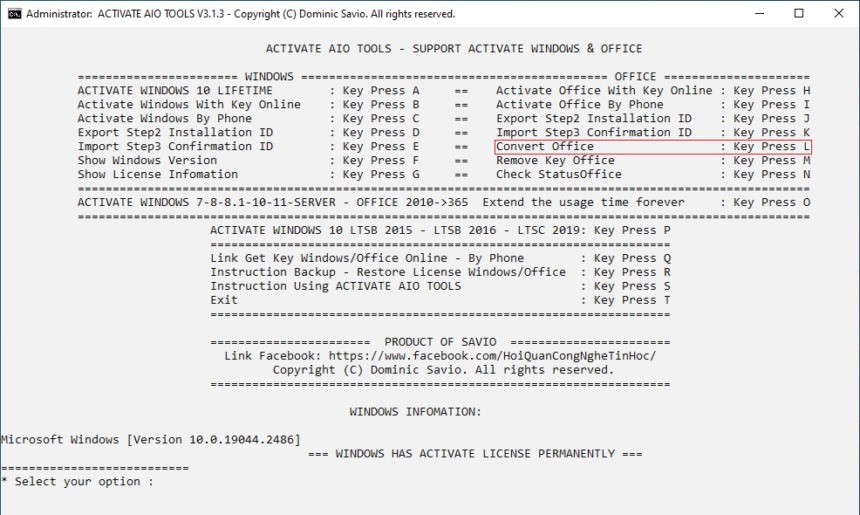 Administrator: ACTIVATE AIO TOOLS V3.1.3 - Copyright (C) Dominic Savio. All rights reserved.
ACTIVATE AIO TOOLS - SUPPORT ACTIVATE WINDOWS & OFFICE
======================= WINDOWS ============================================ OFFICE =====================
ACTIVATE WINDOWS 10 LIFETIME : Key Press A == Activate Office With Key Online : Key Press H
Activate Windows With Key Online : Key Press B == Activate Office By Phone : Key Press I
Activate Windows By Phone : Key Press C == Export Step2 Installation ID : Key Press J
Export Step2 Installation ID : Key Press D == Import Step3 Confirmation ID : Key Press K
Import Step3 Confirmation ID : Key Press E == Convert Office : Key Press L
Show Windows Version : Key Press F == Remove Key Office : Key Press M
Show License Infomation : Key Press G == Check StatusOffice : Key Press N
=========================================================================================================
ACTIVATE WINDOWS 7-8-8.1-10-11-SERVER - OFFICE 2010->365 Extend the usage time forever : Key Press O
=========================================================================================================
ACTIVATE WINDOWS 10 LTSB 2015 - LTSB 2016 - LTSC 2019: Key Press P
==================================================================
Link Get Key Windows/Office Online - By Phone : Key Press Q
Instruction Backup - Restore License Windows/Office : Key Press R
Instruction Using ACTIVATE AIO TOOLS : Key Press S
Exit : Key Press T
==================================================================
======================= PRODUCT OF SAVIO =======================
Link Facebook: https://www.facebook.com/HoiQuanCongNgheTinHoc/
Copyright (C) Dominic Savio. All rights reserved.
==================================================================
WINDOWS INFOMATION:
Microsoft Windows [Version 10.0.19044.2486]
=== WINDOWS HAS ACTIVATE LICENSE PERMANENTLY ===
===========================
* Select your option :